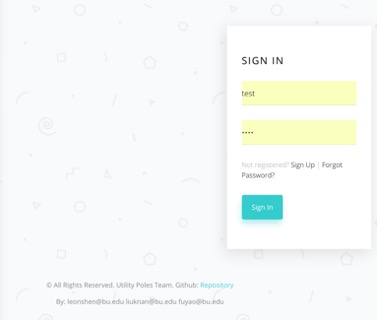 SIGN IN
test
····
Not registered? Sign Up | Forgot
Password?
Sign In
© All Rights Reserved. Utility Poles Team. Github: Repository
By: leonshen@bu.edu liuknan@bu.edu fuyao@bu.edu